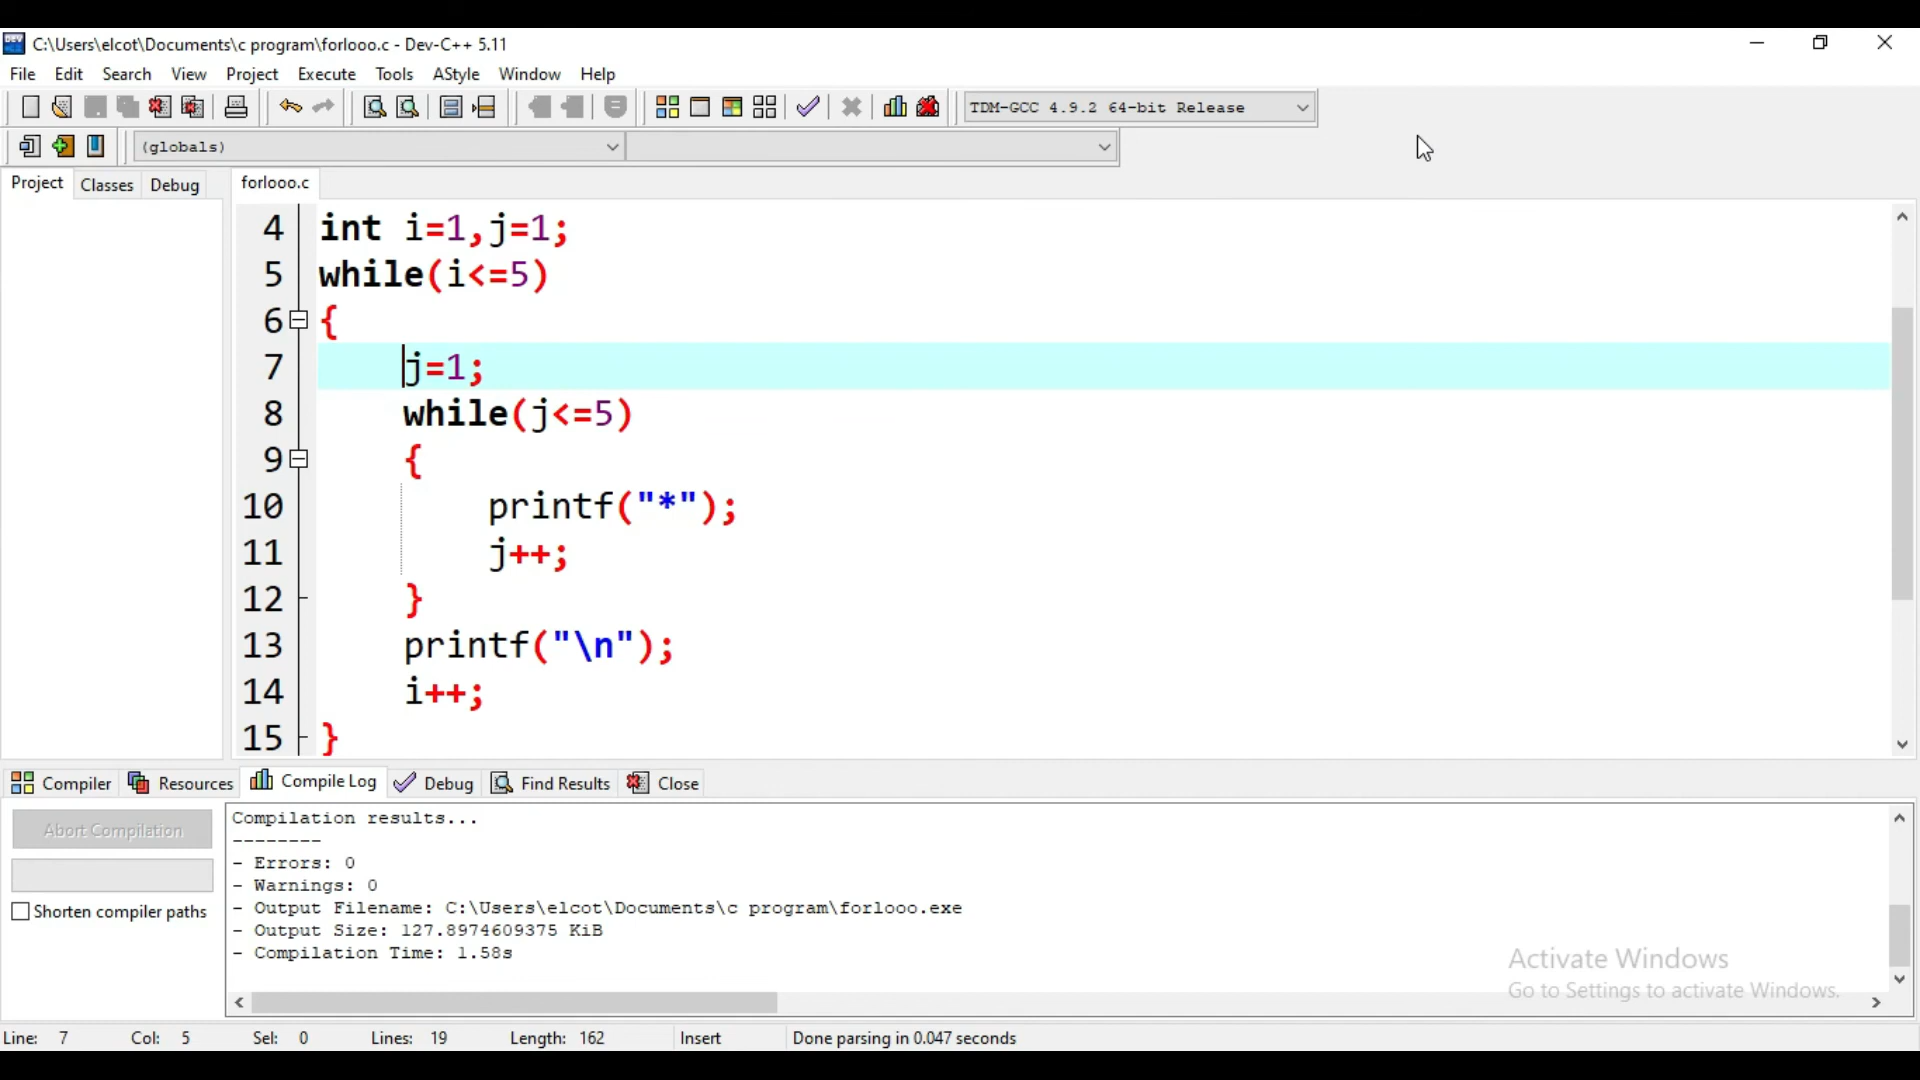 C:\Users\elcot\Documents\c program\forlooo.c - Dev-C++ 5.11
File Edit Search View Project Execute Tools AStyle Window Help
TDM-GCC 4.9.2 64-bit Release
(globals)
Project Classes Debug forlooo.c
4 int i=1,j=1;
5 while(i<=5)
6 {
7 j=1;
8 while(j<=5)
9 {
10 printf("*");
11 j++;
12 }
13 printf("\n");
14 i++;
15 }
Compiler Resources Compile Log Debug Find Results Close
Abort Compilation
Shorten compiler paths
Compilation results...
--------
- Errors: 0
- Warnings: 0
- Output Filename: C:\Users\elcot\Documents\c program\forlooo.exe
- Output Size: 127.8974609375 KiB
- Compilation Time: 1.58s
Activate Windows
Go to Settings to activate Windows.
Line: 7 Col: 5 Sel: 0 Lines: 19 Length: 162 Insert Done parsing in 0.047 seconds